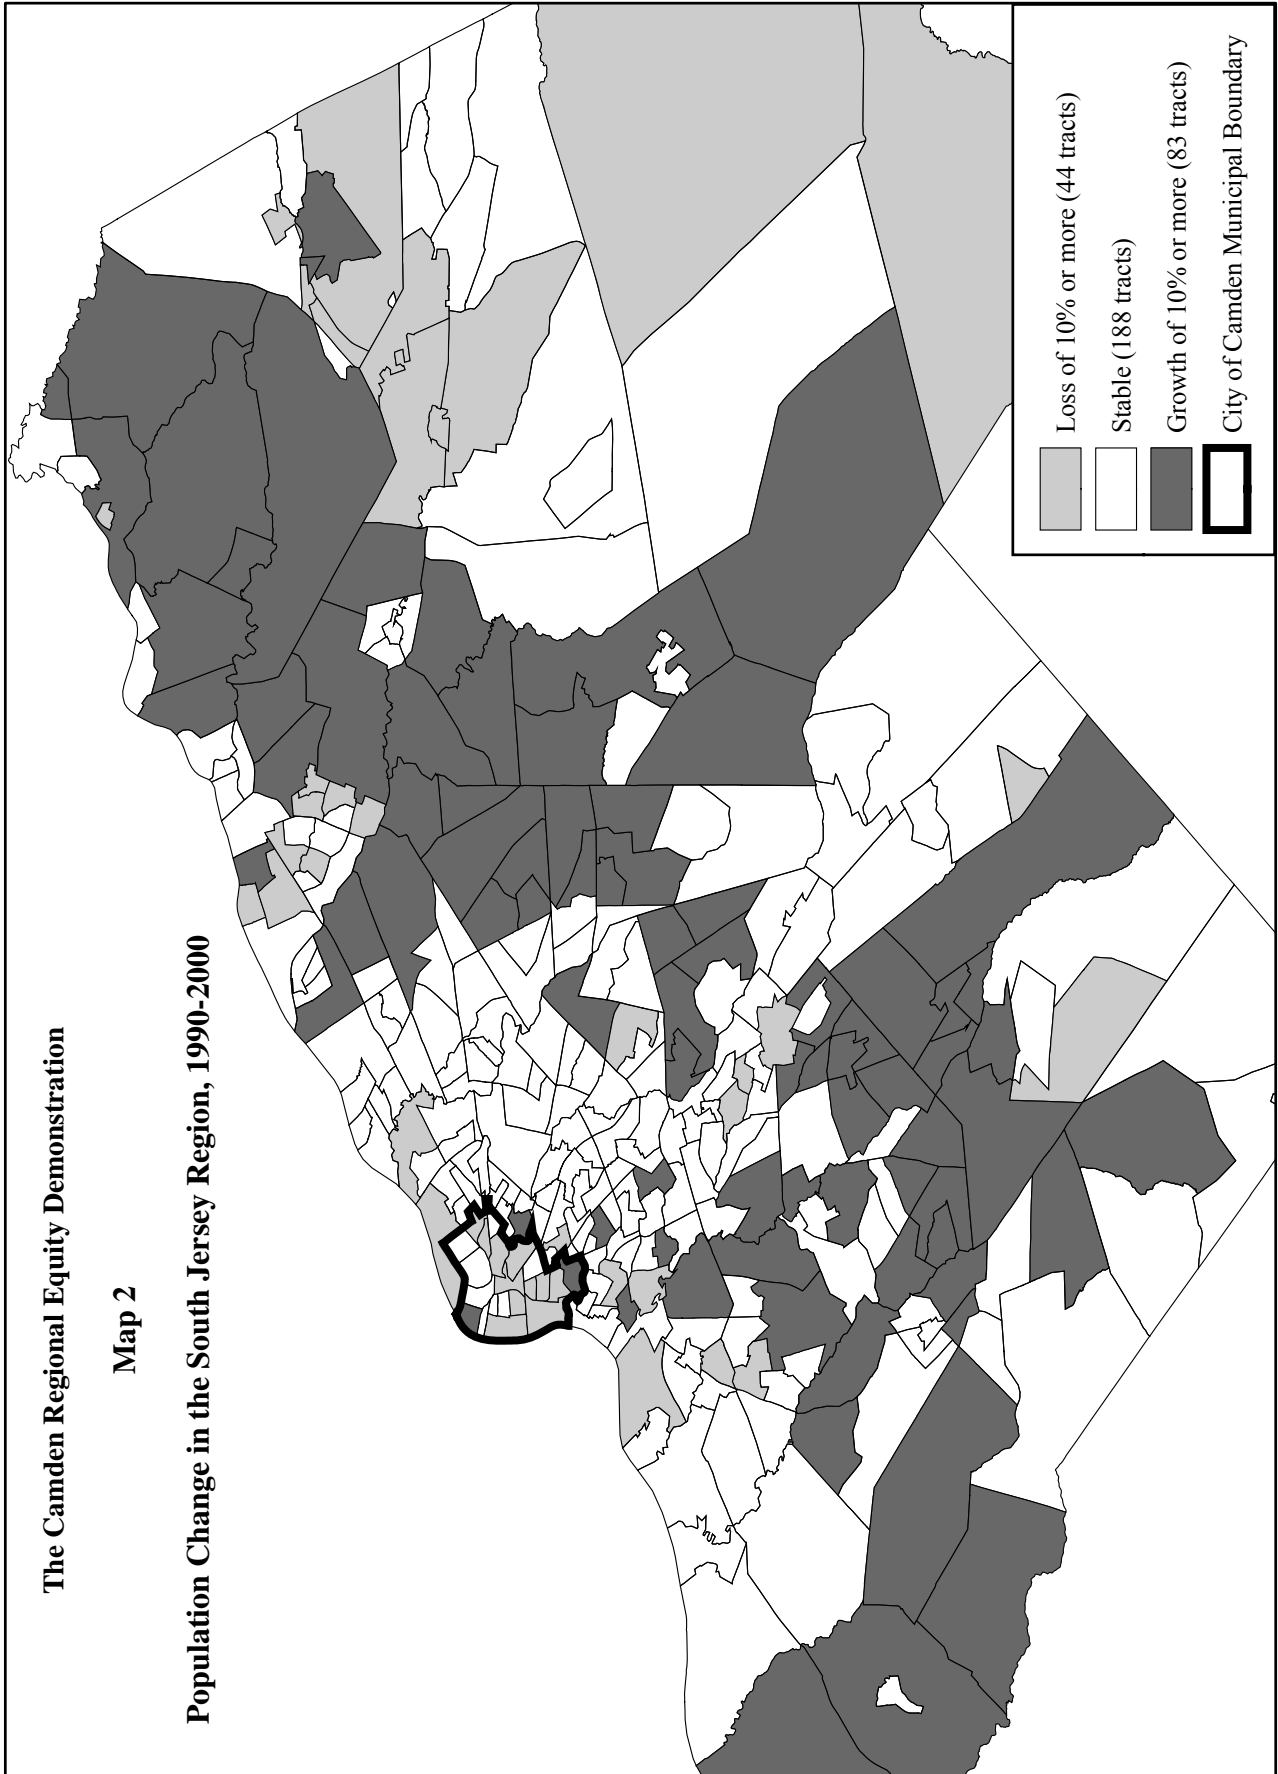 The Camden Regional Equity Demonstration
Map 2
Population Change in the South Jersey Region, 1990-2000
Loss of 10% or more (44 tracts)
Stable (188 tracts)
Growth of 10% or more (83 tracts)
City of Camden Municipal Boundary